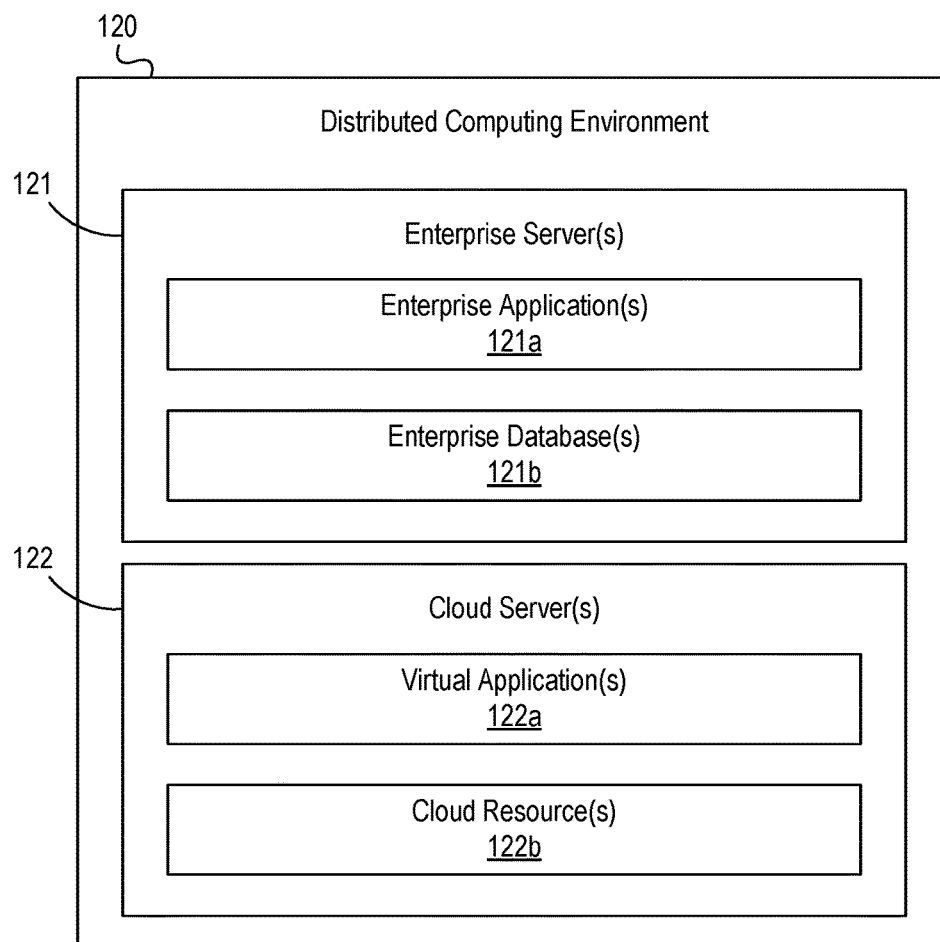 120
Distributed Computing Environment
121
Enterprise Server(s)
Enterprise Application(s)
121a
Enterprise Database(s)
121b
122
Cloud Server(s)
Virtual Application(s)
122a
Cloud Resource(s)
122b